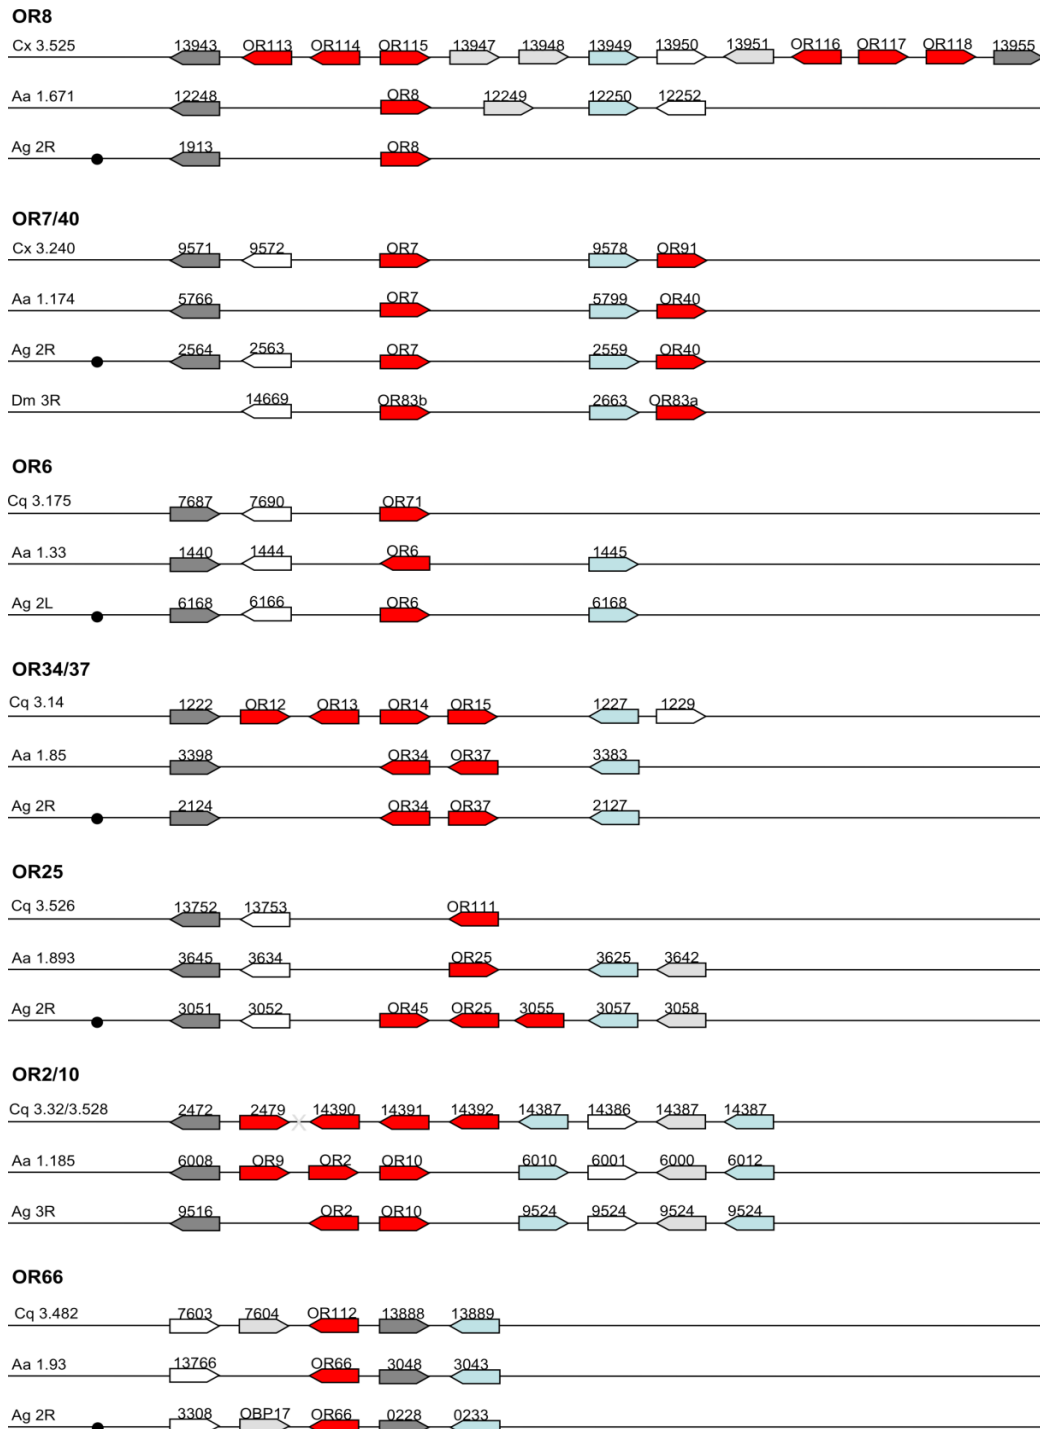 OR8
Cx 3.525 13943 OR113 OR114 OR115 13947 13948 13949 13950 13951 OR116 OR117 OR118 13955
Aa 1.671 12248 OR8 12249 12250 12252
Ag 2R 1913 OR8
OR7/40
Cx 3.240 9571 9572 OR7 9578 OR91
Aa 1.174 5766 OR7 5799 OR40
Ag 2R 2564 2563 OR7 2559 OR40
Dm 3R 14669 OR83b 2663 OR83a
OR6
Cq 3.175 7687 7690 OR71
Aa 1.33 1440 1444 OR6 1445
Ag 2L 6168 6166 OR6 6168
OR34/37
Cq 3.14 1222 OR12 OR13 OR14 OR15 1227 1229
Aa 1.85 3398 OR34 OR37 3383
Ag 2R 2124 OR34 OR37 2127
OR25
Cq 3.526 13752 13753 OR111
Aa 1.893 3645 3634 OR25 3625 3642
Ag 2R 3051 3052 OR45 OR25 3055 3057 3058
OR2/10
Cq 3.32/3.528 2472 2479 14390 14391 14392 14387 14386 14387 14387
Aa 1.185 6008 OR9 OR2 OR10 6010 6001 6000 6012
Ag 3R 9516 OR2 OR10 9524 9524 9524 9524
OR66
Cq 3.482 7603 7604 OR112 13888 13889
Aa 1.93 13766 OR66 3048 3043
Ag 2R 3308 OBP17 OR66 0228 0233